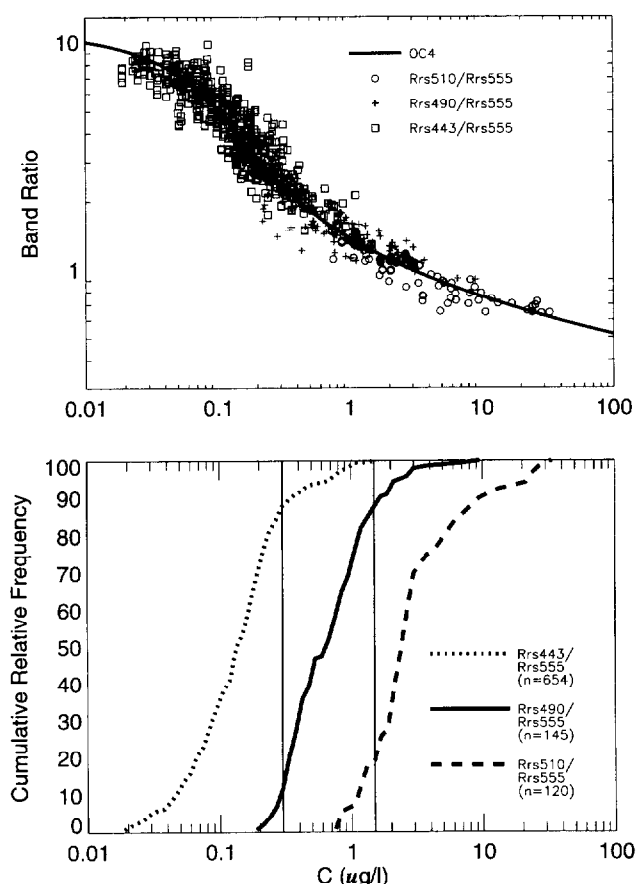 10
1
Band Ratio
OC4
Rrs510/Rrs555
Rrs490/Rrs555
Rrs443/Rrs555
0.01 0.1 1 10 100
100
90
80
70
60
50
40
30
20
10
0
Cumulative Relative Frequency
Rrs443/
Rrs555
(n=654)
Rrs490/
Rrs555
(n=145)
Rrs510/
Rrs555
(n=120)
0.01 0.1 1 10 100
C (µg/l)